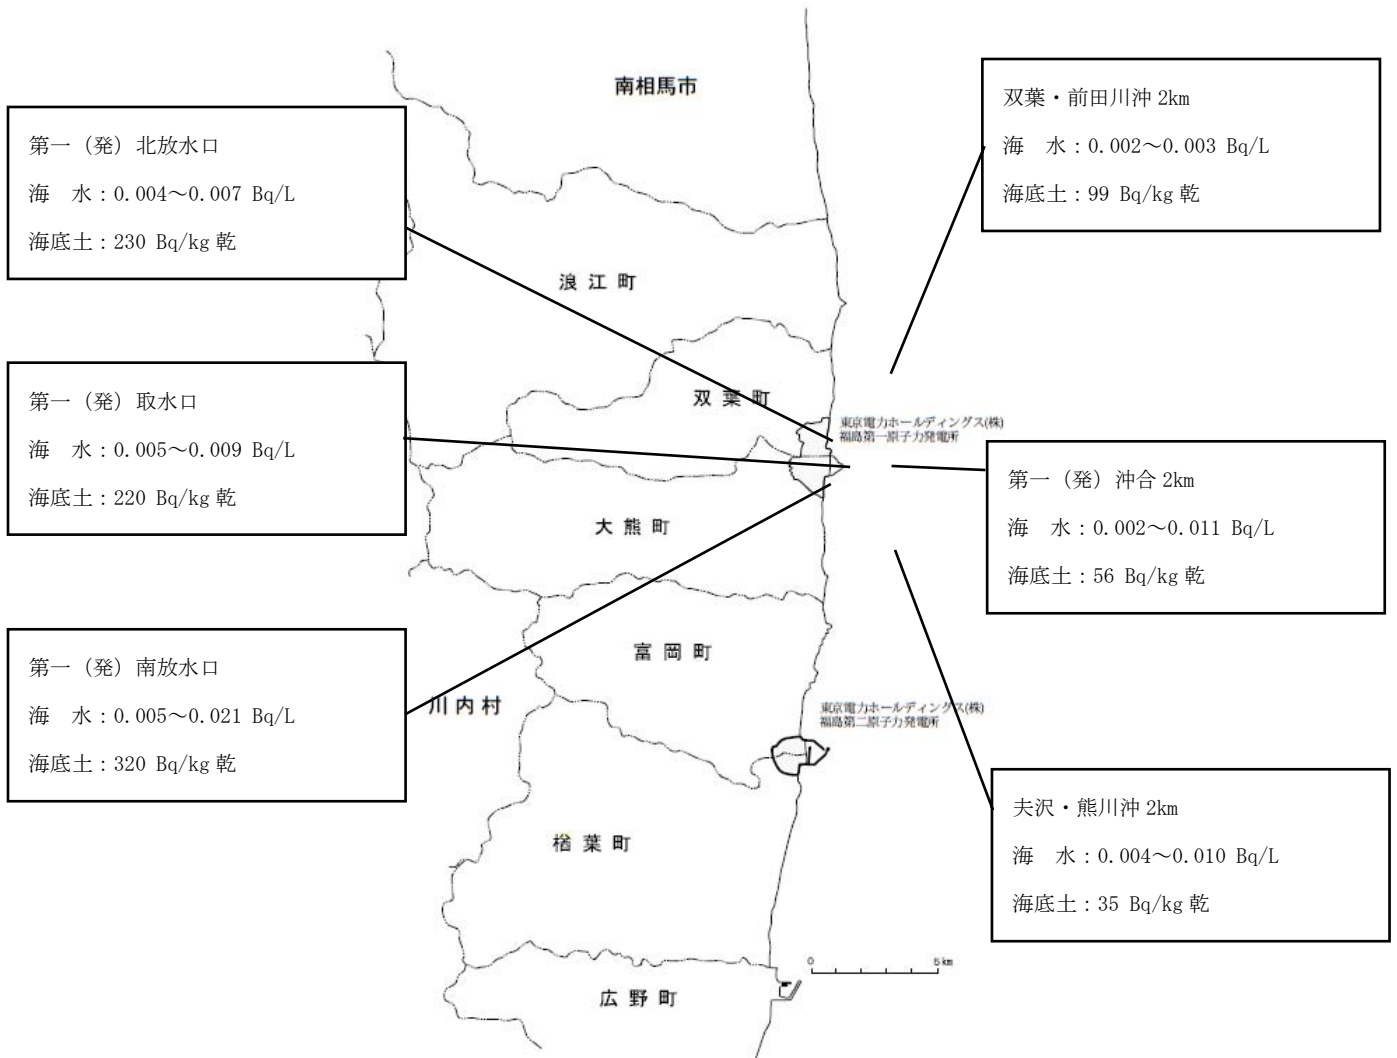 南相馬市
双葉・前田川沖 2km
海　水：0.002～0.003 Bq/L
海底土：99 Bq/kg 乾
第一（発）北放水口
海　水：0.004～0.007 Bq/L
海底土：230 Bq/kg 乾
浪江町
双葉町
第一（発）取水口
海　水：0.005～0.009 Bq/L
海底土：220 Bq/kg 乾
東京電力ホールディングス(株)
福島第一原子力発電所
第一（発）沖合 2km
海　水：0.002～0.011 Bq/L
海底土：56 Bq/kg 乾
大熊町
富岡町
第一（発）南放水口
海　水：0.005～0.021 Bq/L
海底土：320 Bq/kg 乾
川内村
東京電力ホールディングス(株)
福島第二原子力発電所
夫沢・熊川沖 2km
海　水：0.004～0.010 Bq/L
海底土：35 Bq/kg 乾
楢葉町
0 5km
広野町